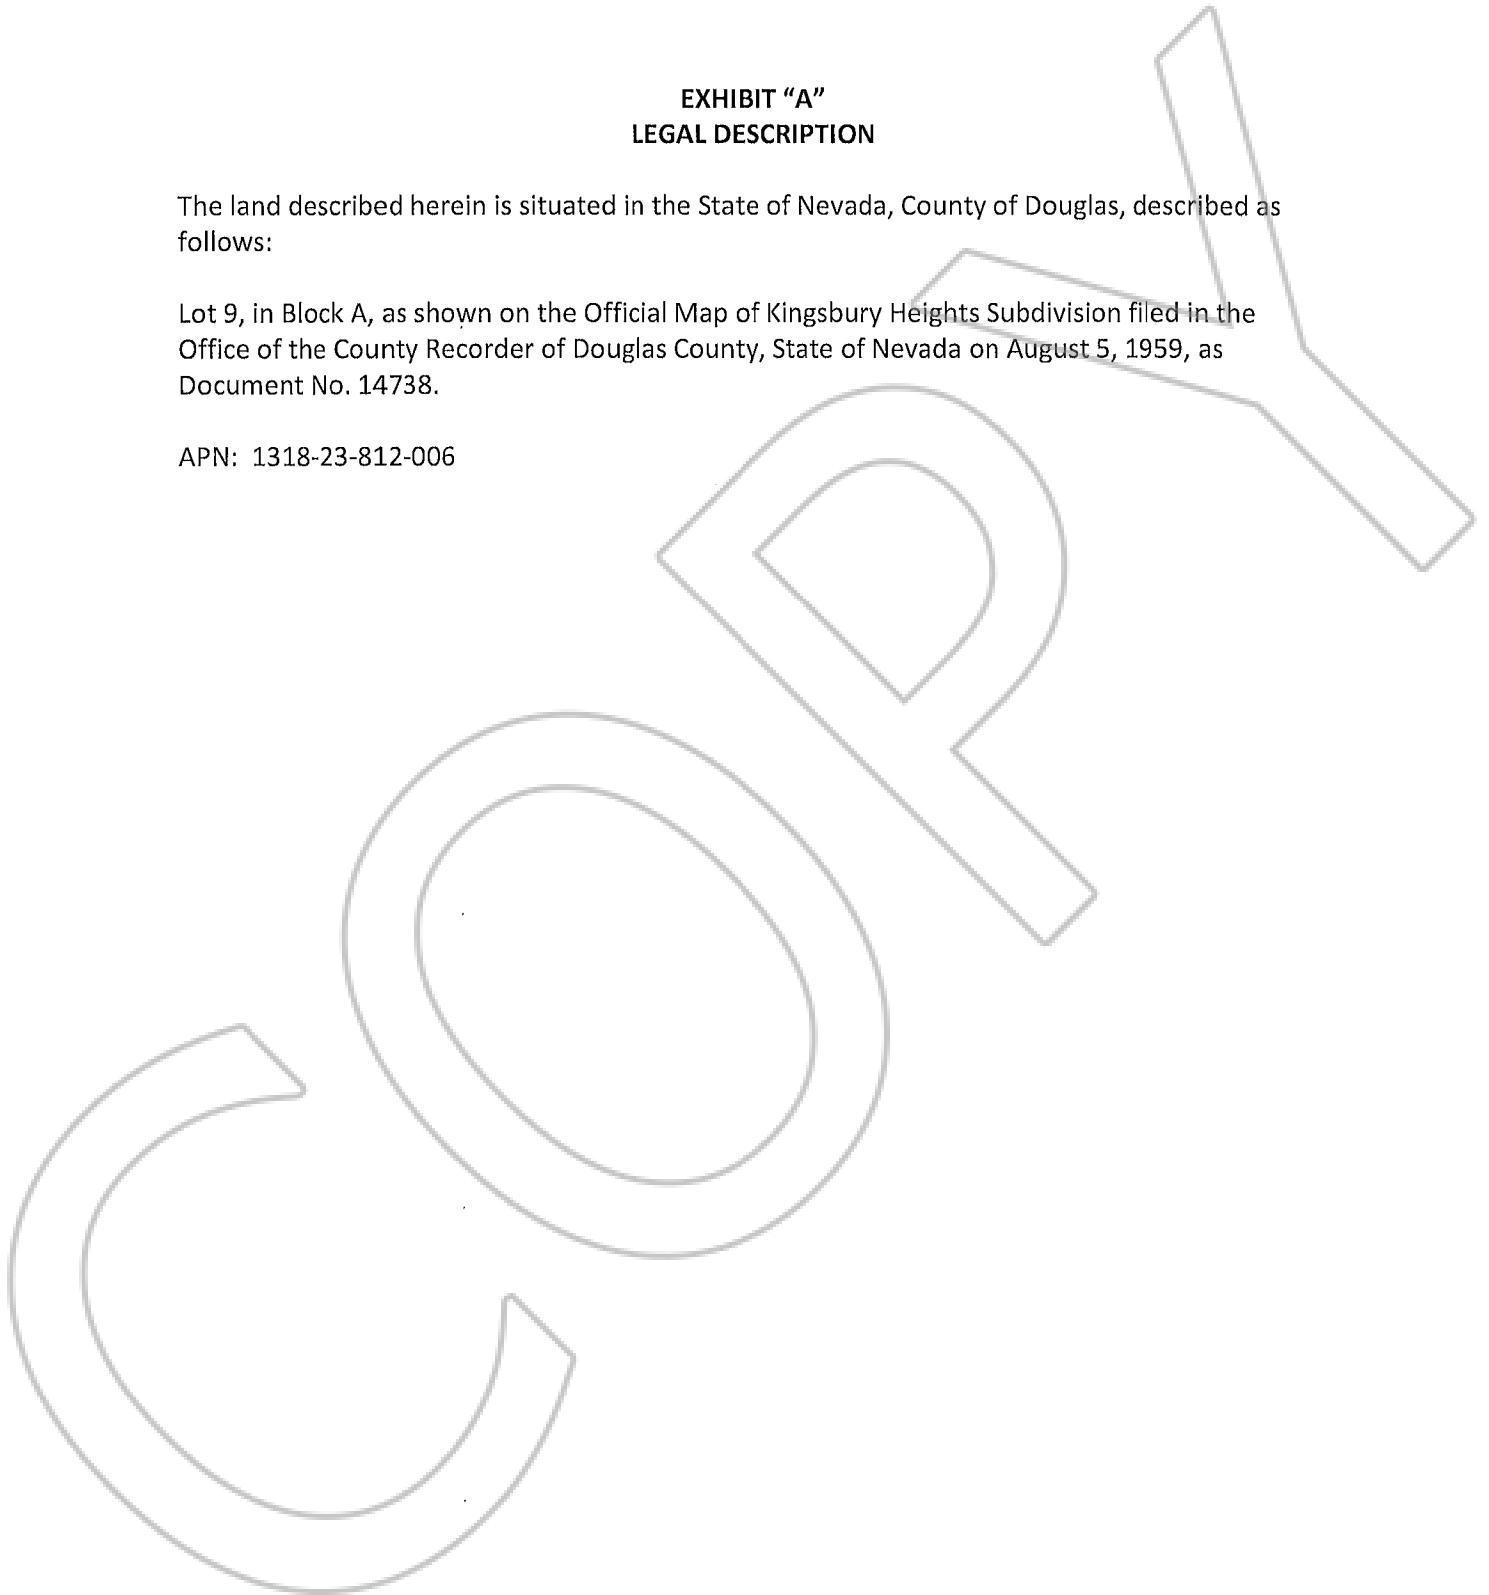 EXHIBIT “A”
LEGAL DESCRIPTION
The land described herein is situated in the State of Nevada, County of Douglas, described as
follows:
Lot 9, in Block A, as shown on the Official Map of Kingsbury Heights Subdivision filed in the
Office of the County Recorder of Douglas County, State of Nevada on August 5, 1959, as
Document No. 14738.
APN: 1318-23-812-006
COPY